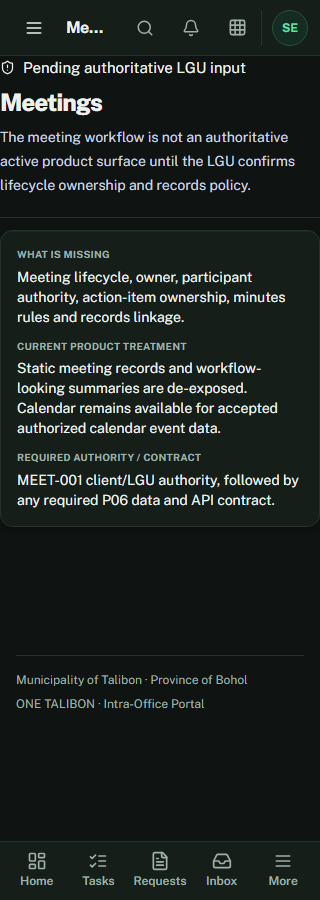 Me...
SE
Pending authoritative LGU input
Meetings
The meeting workflow is not an authoritative
active product surface until the LGU confirms
lifecycle ownership and records policy.
WHAT IS MISSING
Meeting lifecycle, owner, participant
authority, action-item ownership, minutes
rules and records linkage.
CURRENT PRODUCT TREATMENT
Static meeting records and workflow-
looking summaries are de-exposed.
Calendar remains available for accepted
authorized calendar event data.
REQUIRED AUTHORITY / CONTRACT
MEET-001 client/LGU authority, followed by
any required P06 data and API contract.
Municipality of Talibon · Province of Bohol
ONE TALIBON · Intra-Office Portal
Home
Tasks
Requests
Inbox
More